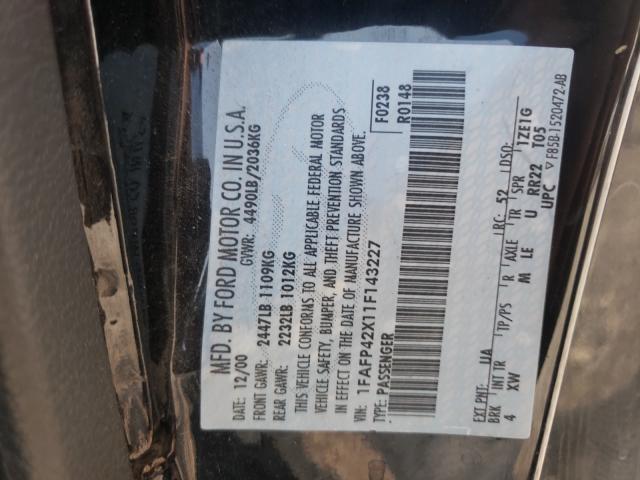 MFD. BY FORD MOTOR CO. IN U.S.A.
DATE: 12/00 GVWR: 4490LB/2036KG
FRONT GAWR: 2447LB 1109KG
REAR GAWR: 2232LB 1012KG
THIS VEHICLE CONFORMS TO ALL APPLICABLE FEDERAL MOTOR
VEHICLE SAFETY, BUMPER, AND THEFT PREVENTION STANDARDS
IN EFFECT ON THE DATE OF MANUFACTURE SHOWN ABOVE.
VIN: 1FAFP42X11F143227
TYPE: PASSENGER
F0238
R0148
EXT PNT: UA RC: 52 DSO:
BRK INT TR TP/PS R AXLE TR SPR 1ZE1G
4 XW M LE U RR22 T05
UPC ▽F85B-1520472-AB